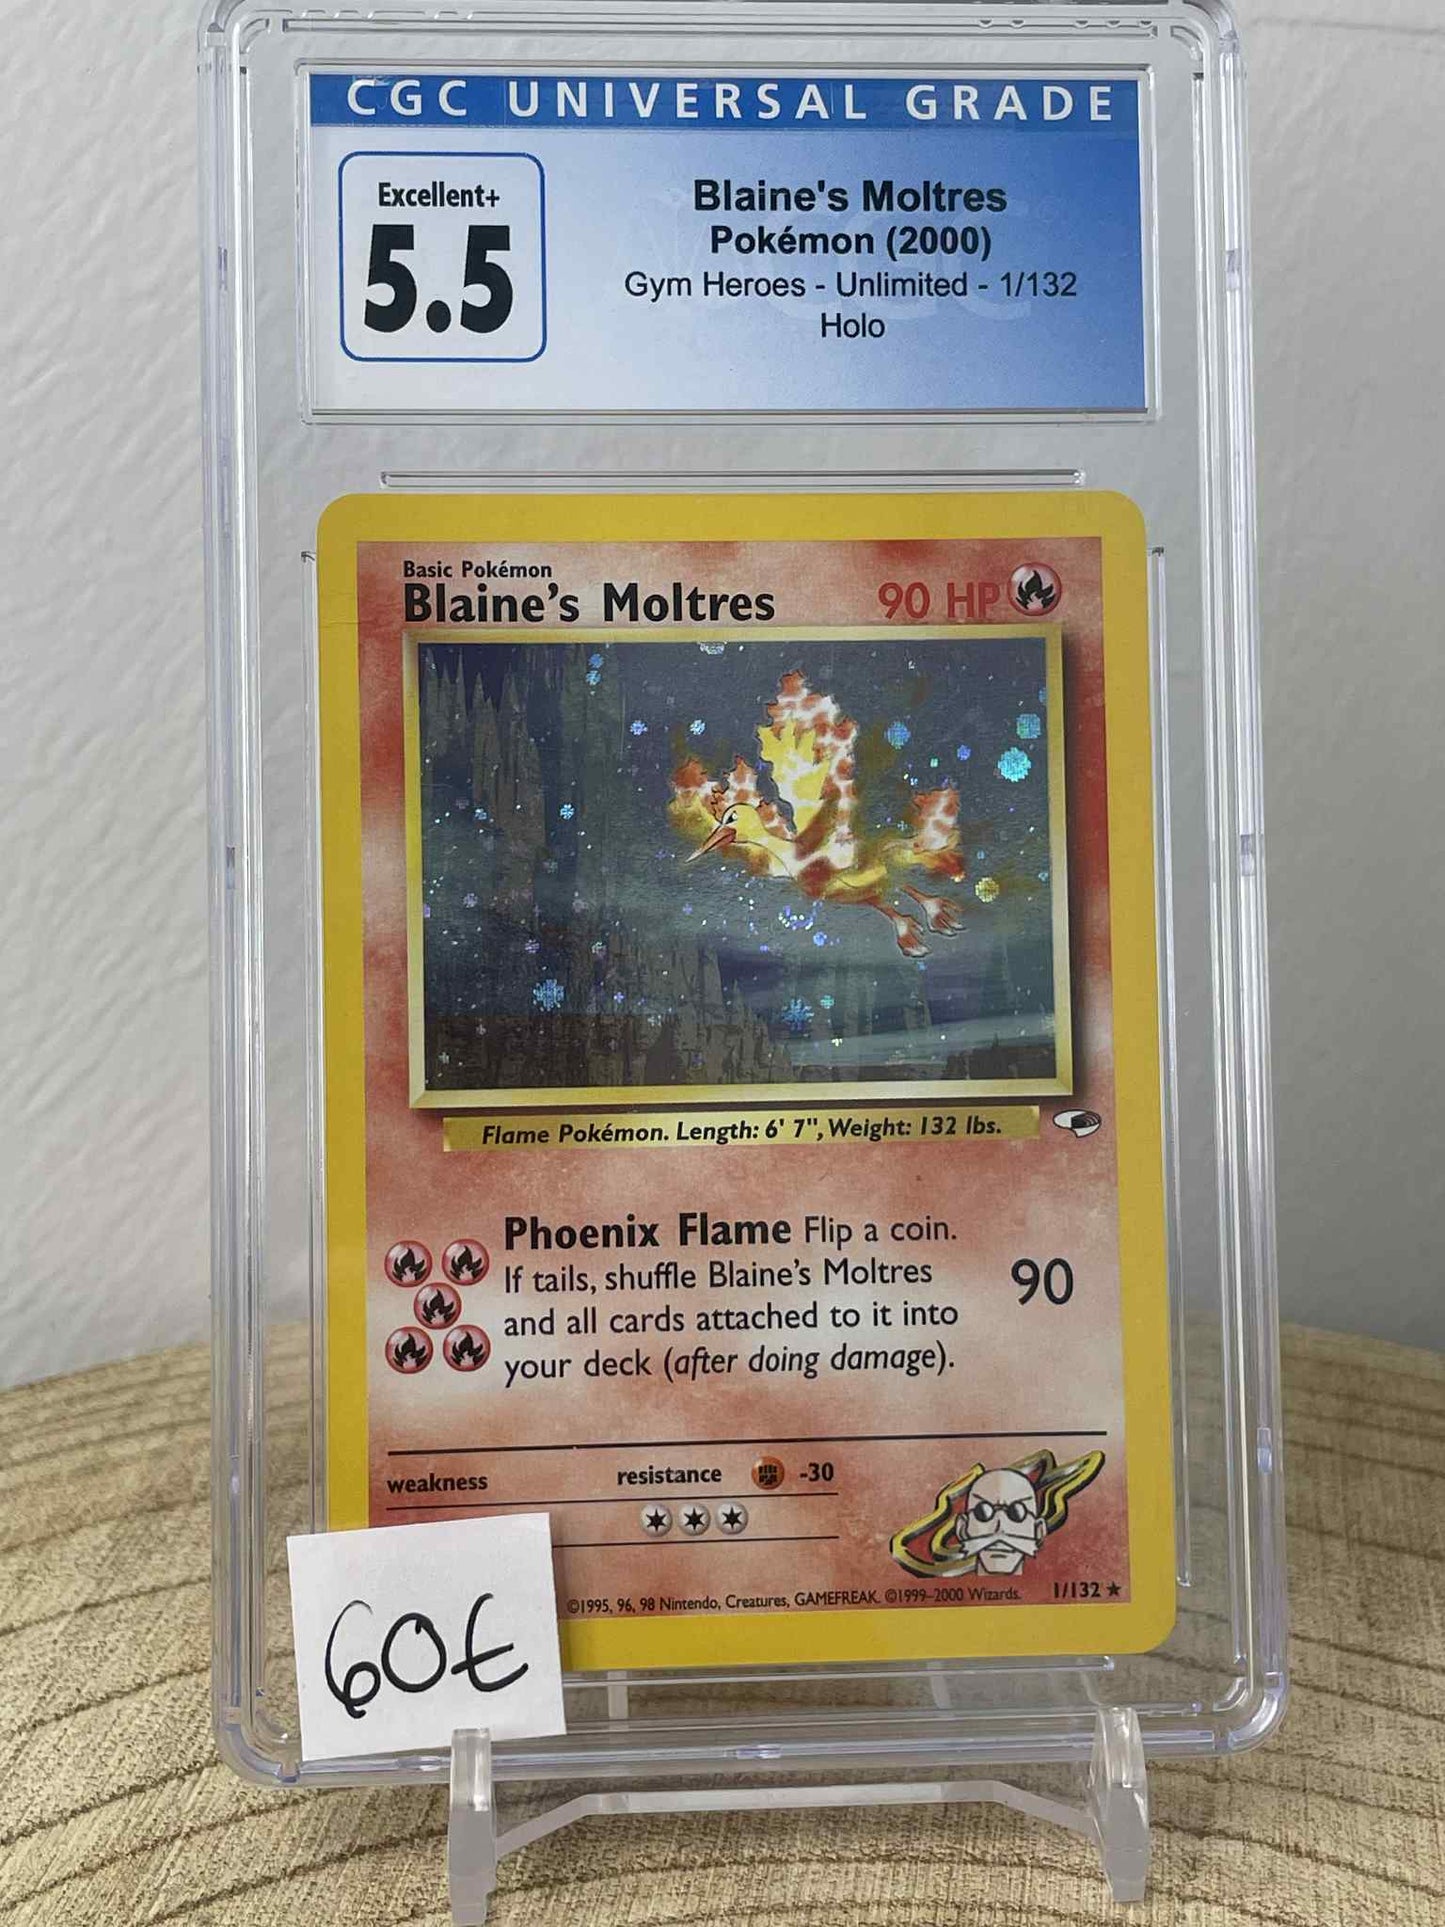 CGC UNIVERSAL GRADE
Excellent+
5.5
Blaine's Moltres
Pokémon (2000)
Gym Heroes - Unlimited - 1/132
Holo
Basic Pokémon
Blaine's Moltres 90 HP
Flame Pokémon. Length: 6' 7", Weight: 132 lbs.
Phoenix Flame Flip a coin.
If tails, shuffle Blaine's Moltres
and all cards attached to it into
your deck (after doing damage).
90
weakness resistance -30
©1995, 96, 98 Nintendo, Creatures, GAMEFREAK. ©1999–2000 Wizards. 1/132 ★
60€